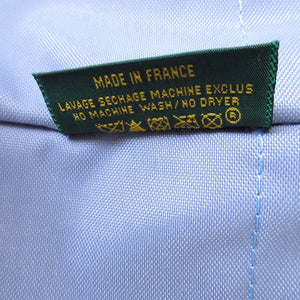 MADE IN FRANCE
LAVAGE SECHAGE MACHINE EXCLUS
NO MACHINE WASH/NO DRYER
®